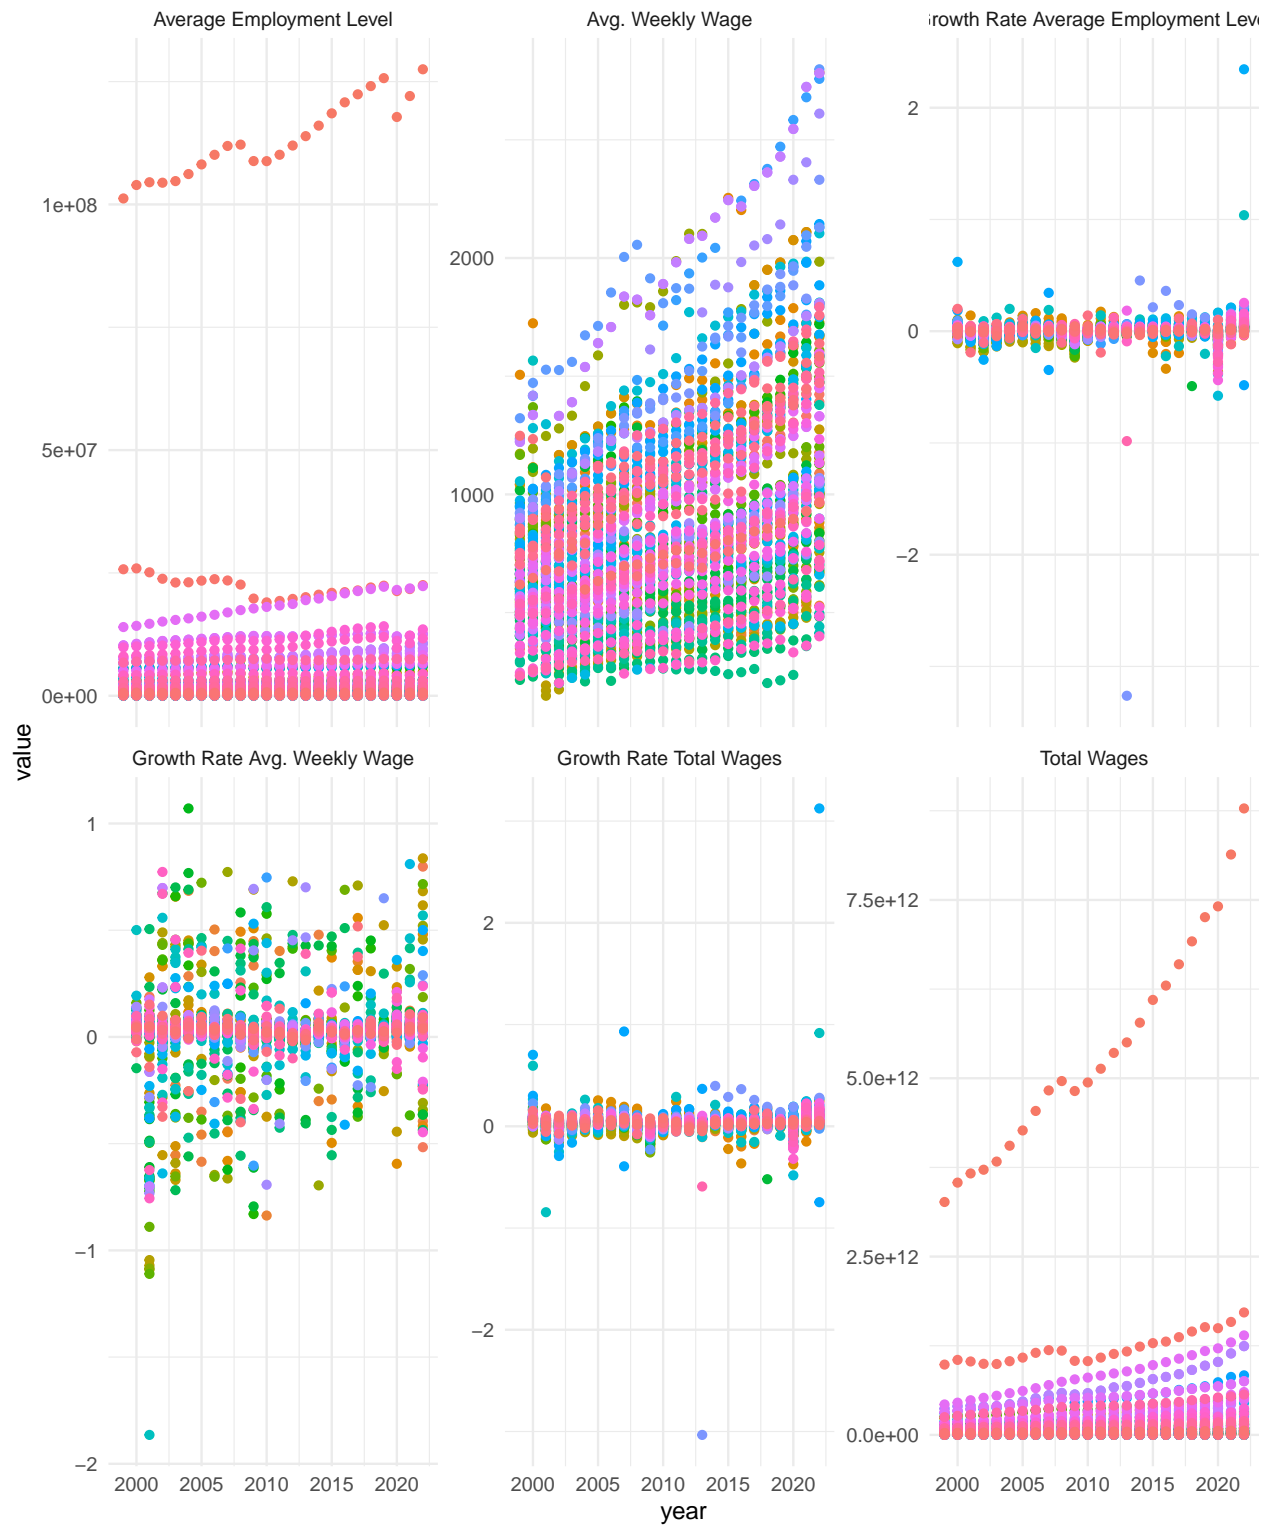 Average Employment Level
Avg. Weekly Wage
Growth Rate Average Employment Leve
1e+08
5e+07
0e+00
2000
1000
2
0
−2
value
Growth Rate Avg. Weekly Wage
Growth Rate Total Wages
Total Wages
1
0
−1
−2
2
0
−2
7.5e+12
5.0e+12
2.5e+12
0.0e+00
2000 2005 2010 2015 2020
2000 2005 2010 2015 2020
2000 2005 2010 2015 2020
year